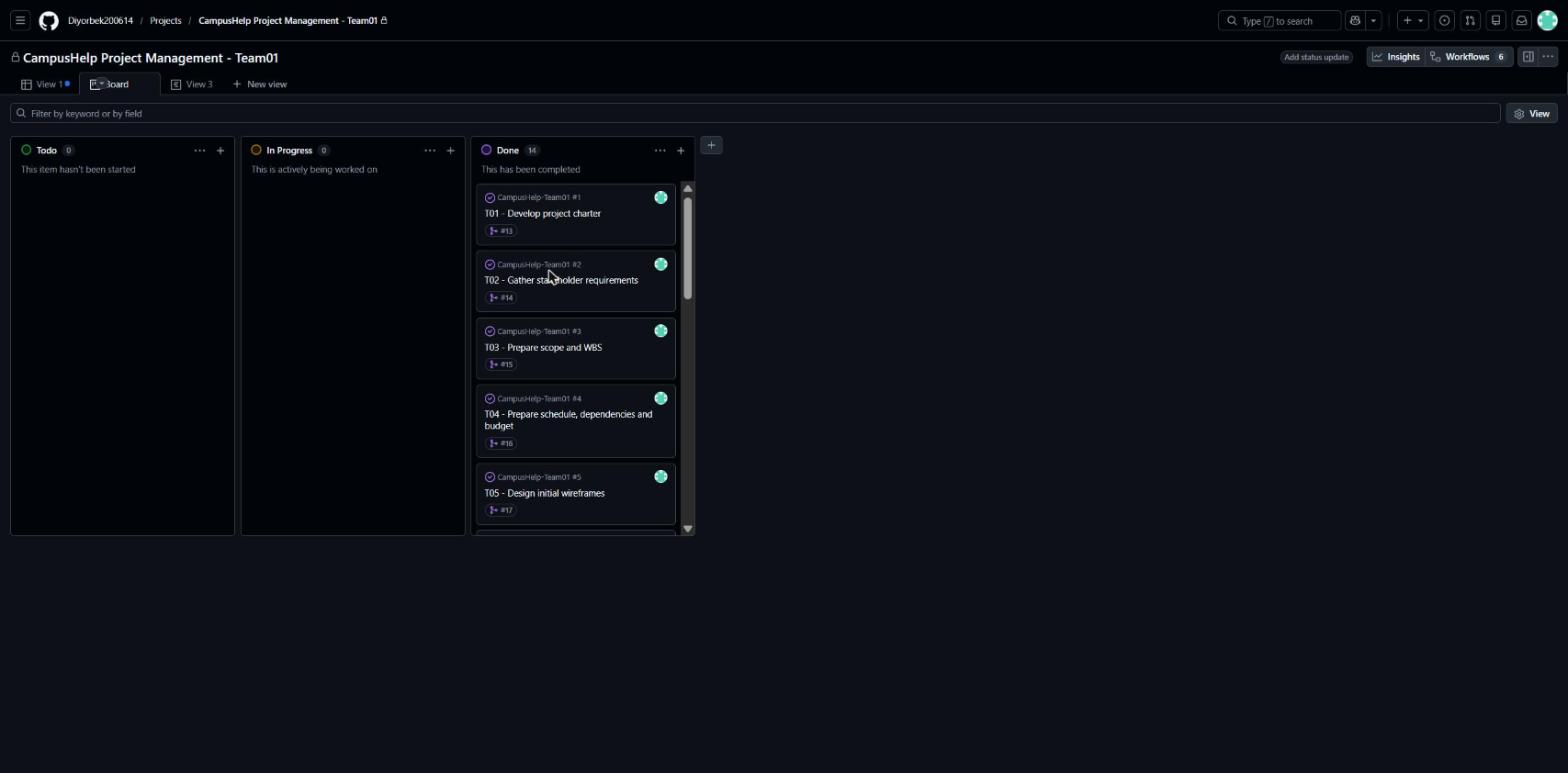 Diyorbek200614 / Projects / CampusHelp Project Management - Team01
Type / to search
CampusHelp Project Management - Team01
Add status update
Insights
Workflows 6
View 1
Board
View 3
New view
Filter by keyword or by field
View
Todo 0
This item hasn't been started
In Progress 0
This is actively being worked on
Done 14
This has been completed
CampusHelp-Team01 #1
T01 - Develop project charter
#13
CampusHelp-Team01 #2
T02 - Gather stakeholder requirements
#14
CampusHelp-Team01 #3
T03 - Prepare scope and WBS
#15
CampusHelp-Team01 #4
T04 - Prepare schedule, dependencies and
budget
#16
CampusHelp-Team01 #5
T05 - Design initial wireframes
#17